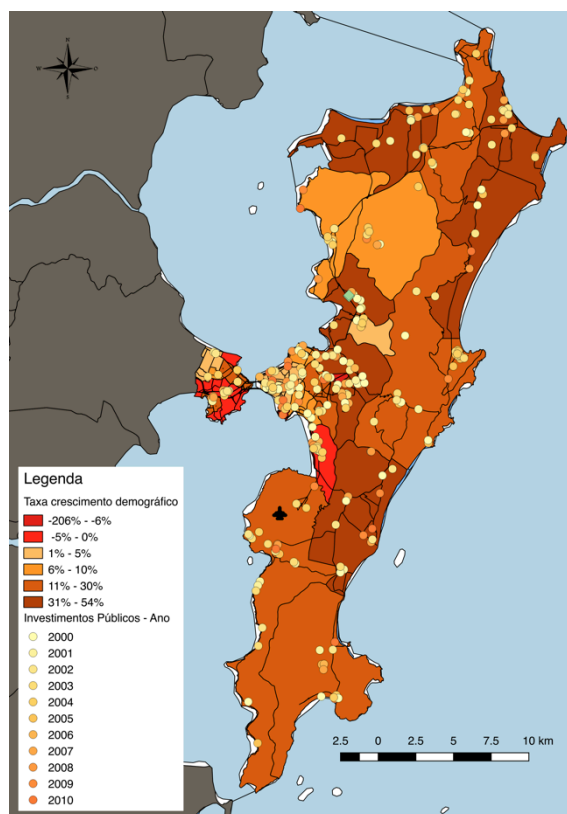 N
W
O
S
Legenda
Taxa crescimento demográfico
-206% - -6%
-5% - 0%
1% - 5%
6% - 10%
11% - 30%
31% - 54%
Investimentos Públicos - Ano
2000
2001
2002
2003
2004
2005
2006
2007
2008
2009
2010
2.5 0 2.5 5 7.5 10 km